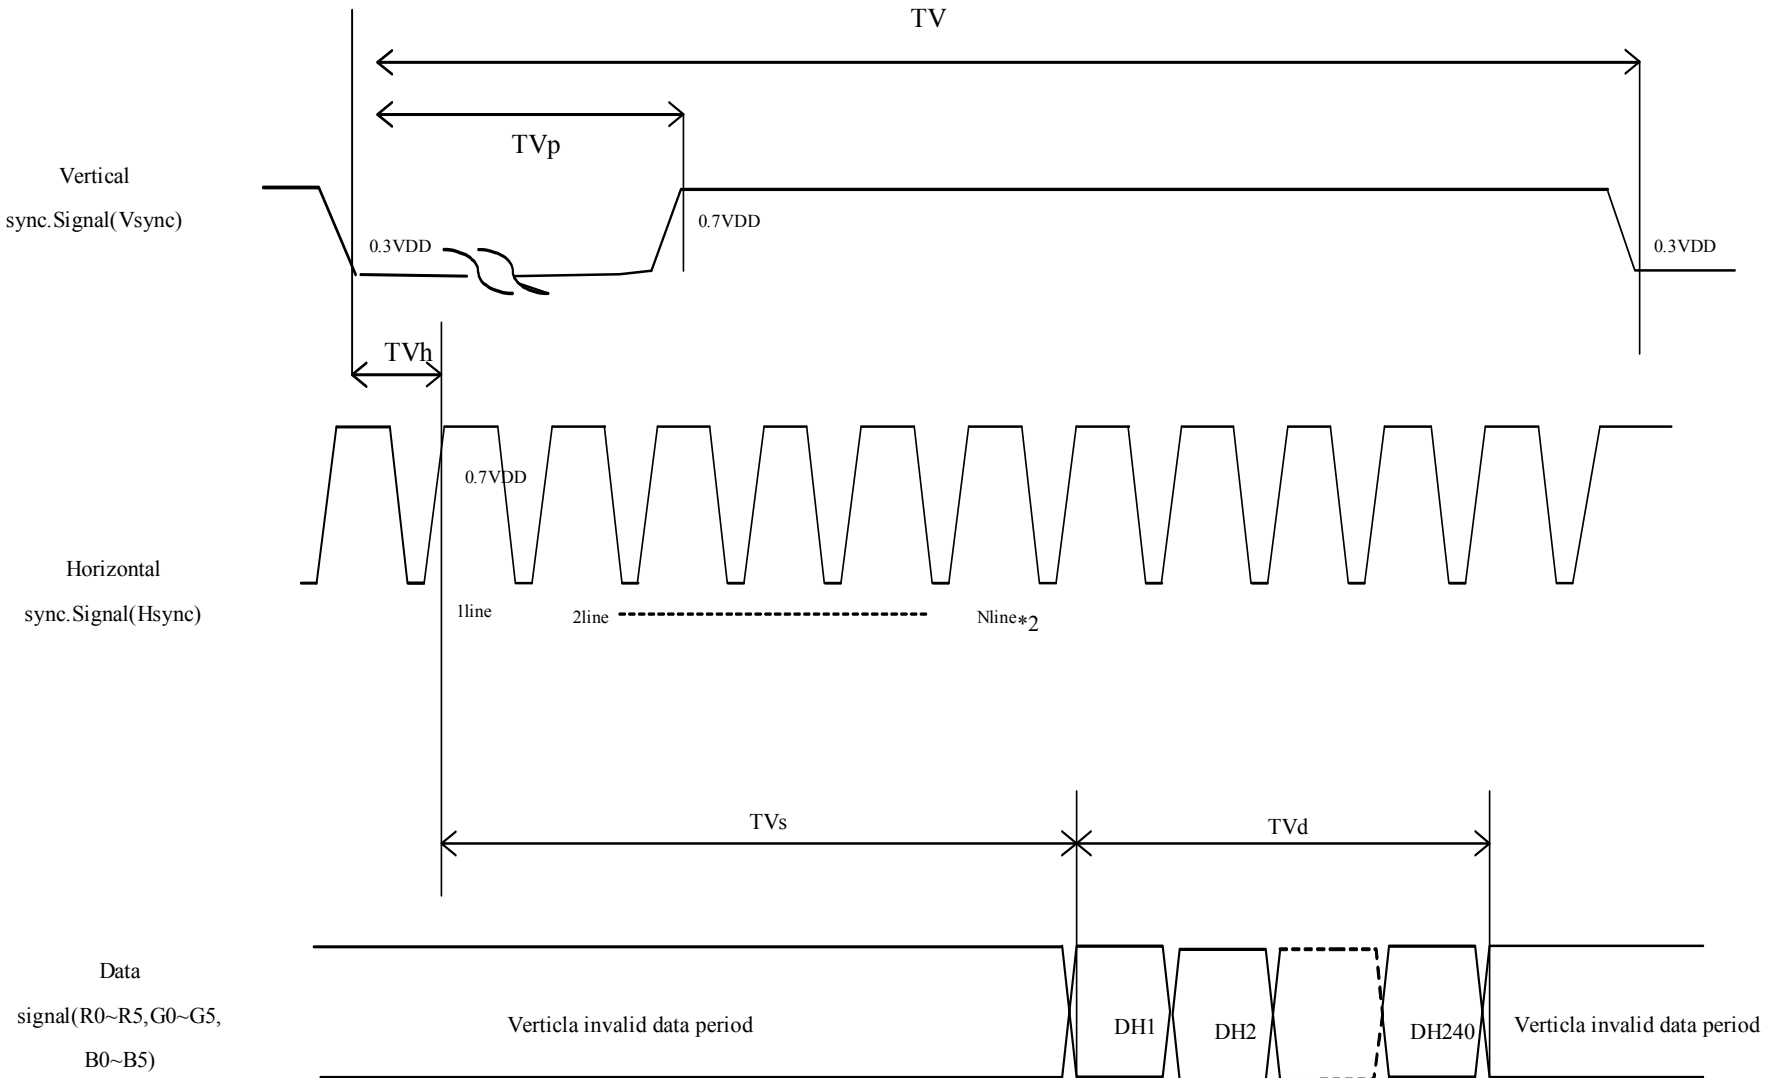 TV
TVp
Vertical
sync.Signal(Vsync)
0.3VDD
0.7VDD
0.3VDD
TVh
0.7VDD
Horizontal
sync.Signal(Hsync)
1line
2line
Nline*2
TVs
TVd
Data
signal(R0~R5,G0~G5,
B0~B5)
Verticla invalid data period
DH1
DH2
DH240
Verticla invalid data period